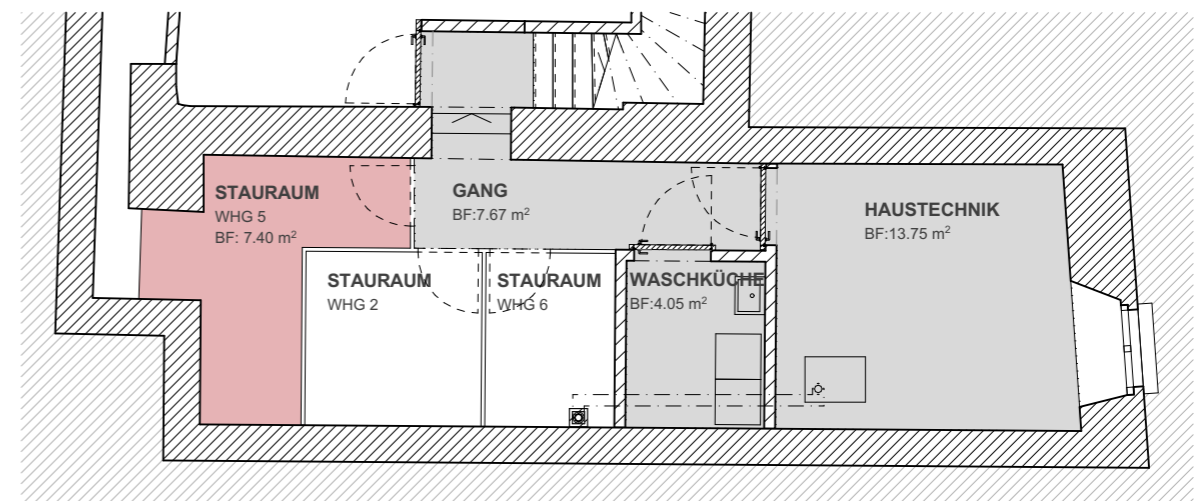 STAURAUM
WHG 5
BF: 7.40 m²
GANG
BF:7.67 m²
HAUSTECHNIK
BF:13.75 m²
STAURAUM
WHG 2
STAURAUM
WHG 6
WASCHKÜCHE
BF:4.05 m²